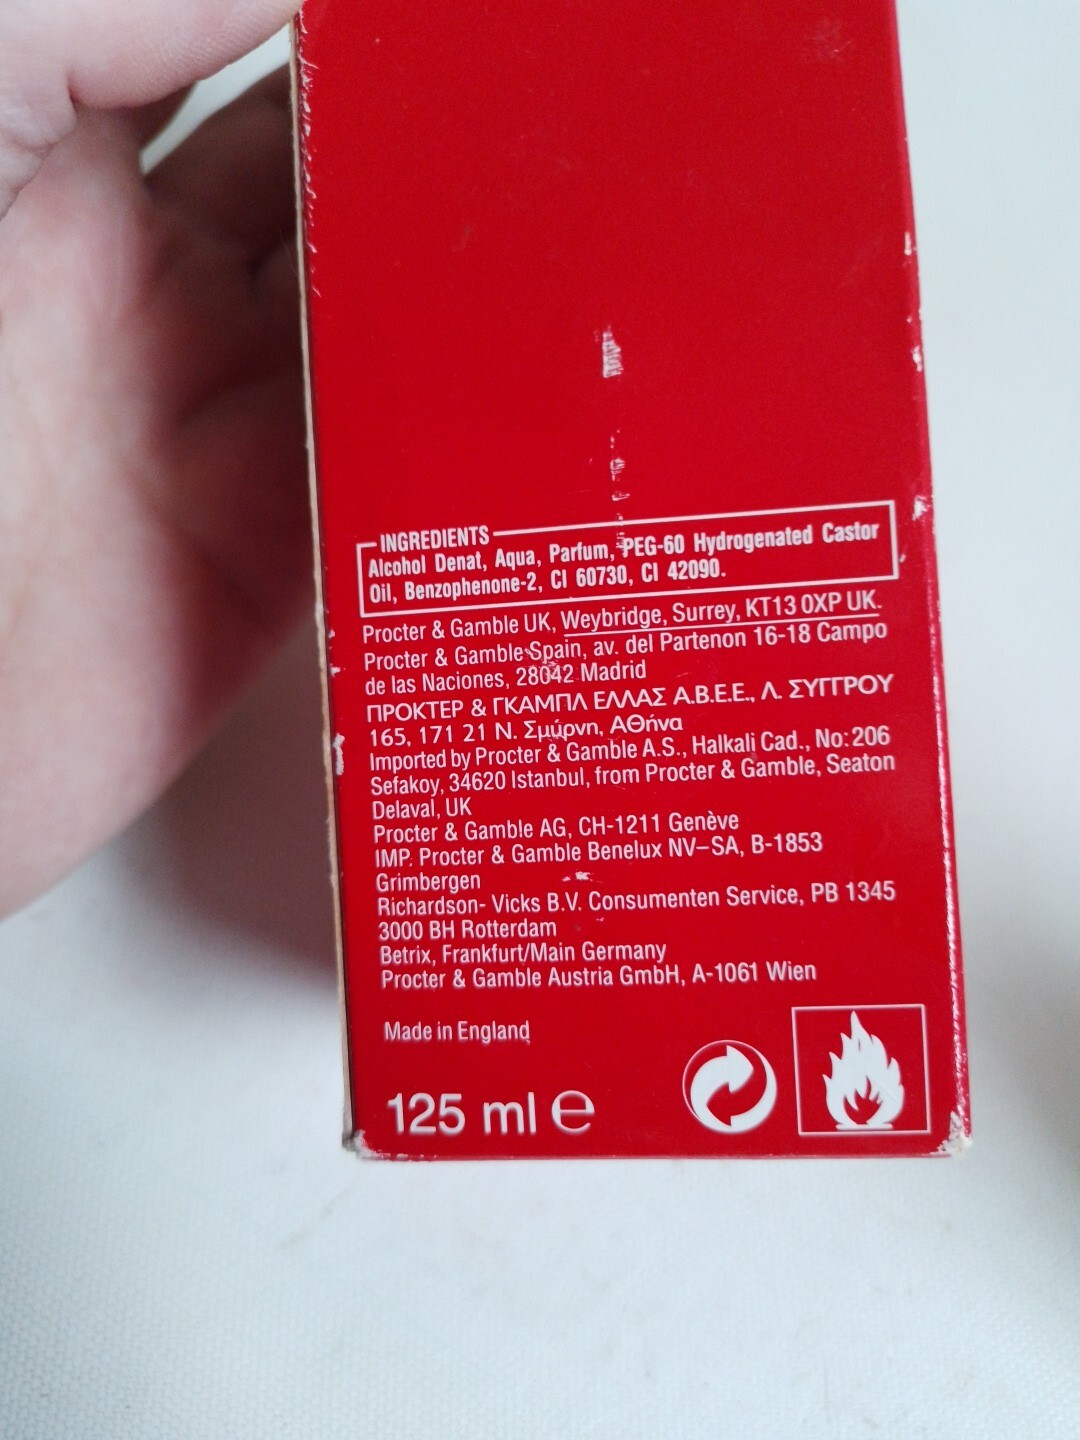 INGREDIENTS
Alcohol Denat, Aqua, Parfum, PEG-60 Hydrogenated Castor
Oil, Benzophenone-2, CI 60730, CI 42090.
Procter & Gamble UK, Weybridge, Surrey, KT13 0XP UK.
Procter & Gamble Spain, av. del Partenon 16-18 Campo
de las Naciones, 28042 Madrid
ΠΡΟΚΤΕΡ & ΓΚΑΜΠΛ ΕΛΛΑΣ Α.Β.Ε.Ε., Λ. ΣΥΓΓΡΟΥ
165, 171 21 Ν. Σμύρνη, ΑΘήνα
Imported by Procter & Gamble A.S., Halkali Cad., No:206
Sefakoy, 34620 Istanbul, from Procter & Gamble, Seaton
Delaval, UK
Procter & Gamble AG, CH-1211 Genève
IMP. Procter & Gamble Benelux NV–SA, B-1853
Grimbergen
Richardson- Vicks B.V. Consumenten Service, PB 1345
3000 BH Rotterdam
Betrix, Frankfurt/Main Germany
Procter & Gamble Austria GmbH, A-1061 Wien
Made in England
125 ml ℮